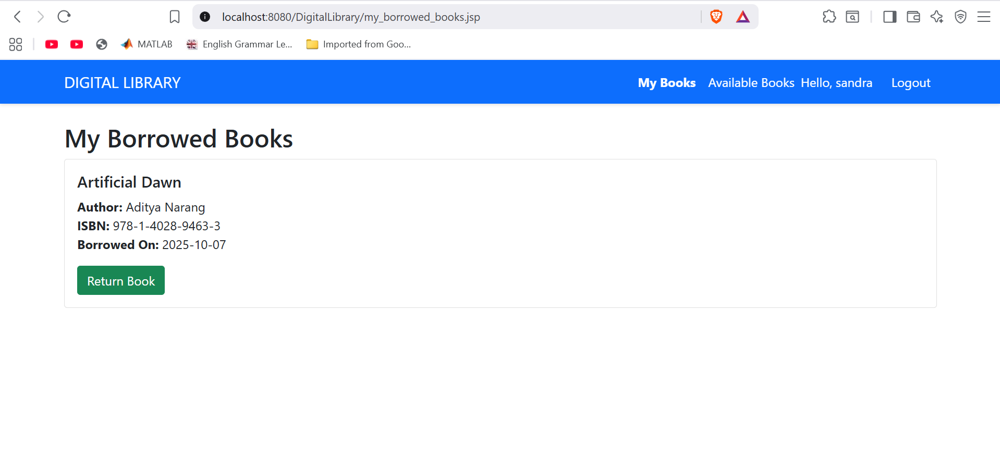 localhost:8080/DigitalLibrary/my_borrowed_books.jsp
MATLAB English Grammar Le... Imported from Goo...
DIGITAL LIBRARY My Books Available Books Hello, sandra Logout
My Borrowed Books
Artificial Dawn
Author: Aditya Narang
ISBN: 978-1-4028-9463-3
Borrowed On: 2025-10-07
Return Book